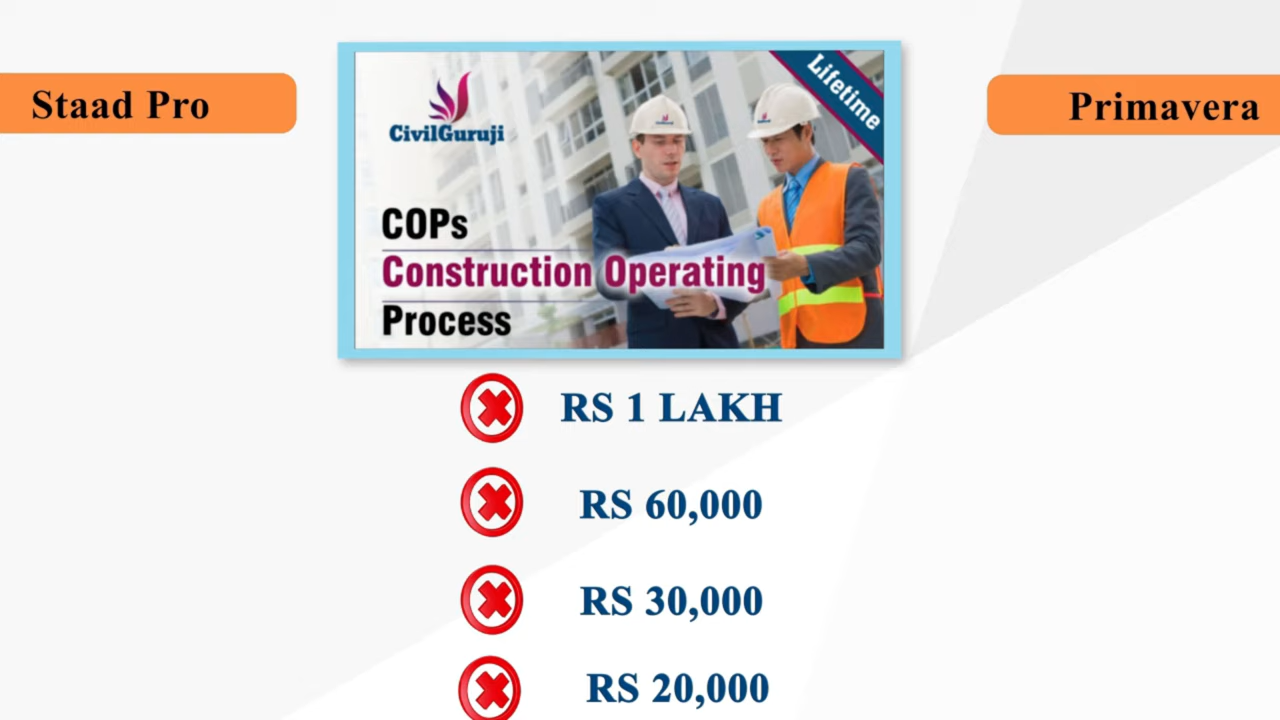 Staad Pro
Primavera
Lifetime
CivilGuruji
COPs
Construction Operating
Process
RS 1 LAKH
RS 60,000
RS 30,000
RS 20,000